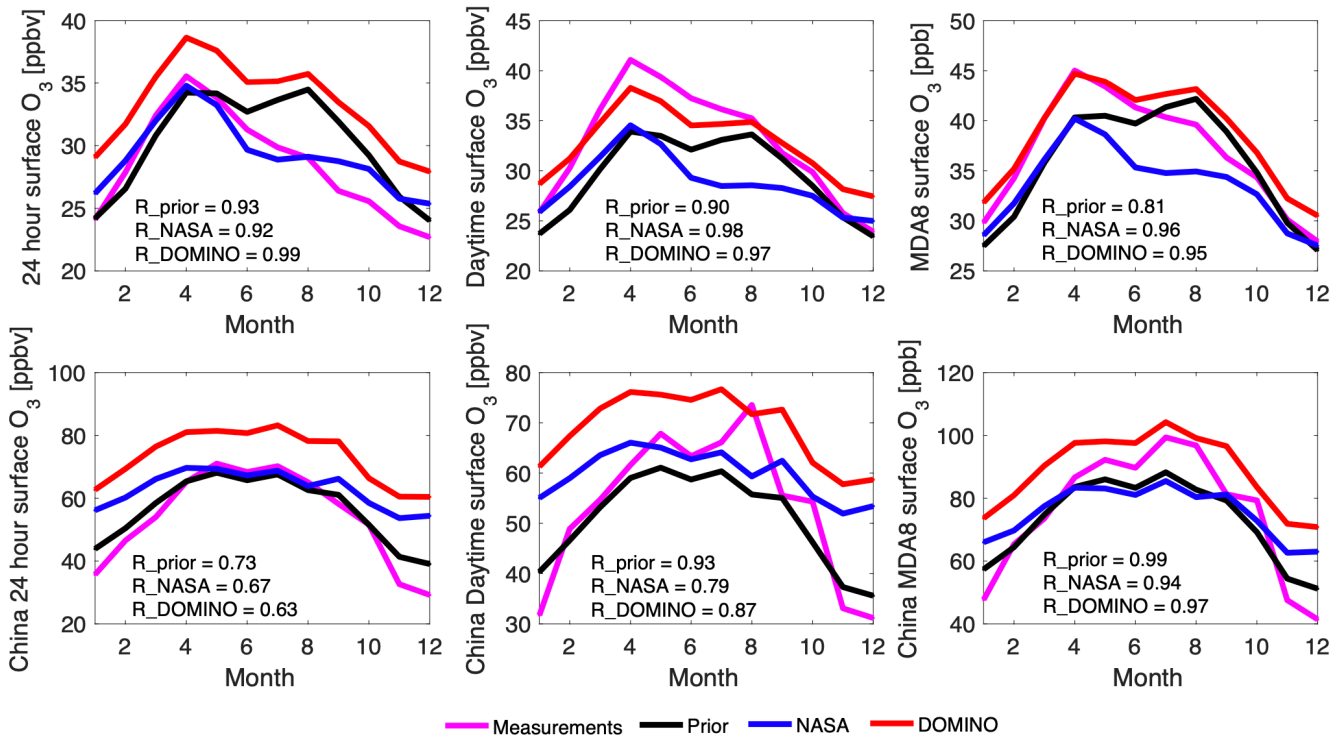 24 hour surface O3 [ppbv]
40
35
30
25
20
R_prior = 0.93
R_NASA = 0.92
R_DOMINO = 0.99
2 4 6 8 10 12
Month
Daytime surface O3 [ppbv]
45
40
35
30
25
20
R_prior = 0.90
R_NASA = 0.98
R_DOMINO = 0.97
2 4 6 8 10 12
Month
MDA8 surface O3 [ppb]
50
45
40
35
30
25
R_prior = 0.81
R_NASA = 0.96
R_DOMINO = 0.95
2 4 6 8 10 12
Month
China 24 hour surface O3 [ppbv]
100
80
60
40
20
R_prior = 0.73
R_NASA = 0.67
R_DOMINO = 0.63
2 4 6 8 10 12
Month
China Daytime surface O3 [ppbv]
80
70
60
50
40
30
R_prior = 0.93
R_NASA = 0.79
R_DOMINO = 0.87
2 4 6 8 10 12
Month
China MDA8 surface O3 [ppb]
120
100
80
60
40
R_prior = 0.99
R_NASA = 0.94
R_DOMINO = 0.97
2 4 6 8 10 12
Month
Measurements Prior NASA DOMINO